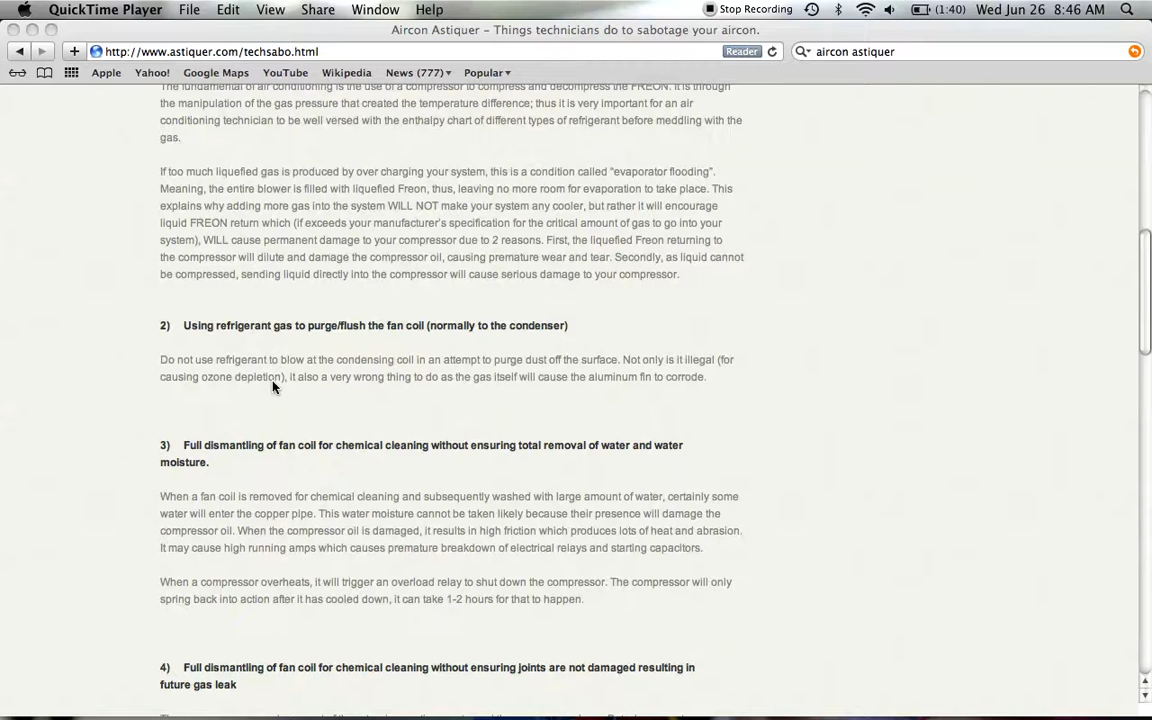 QuickTime Player File Edit View Share Window Help Stop Recording (1:40) Wed Jun 26 8:46 AM
Aircon Astiquer – Things technicians do to sabotage your aircon.
http://www.astiquer.com/techsabo.html Reader aircon astiquer
Apple Yahoo! Google Maps YouTube Wikipedia News (777) Popular
The fundamental of air conditioning is the use of a compressor to compress and decompress the FREON. It is through
the manipulation of the gas pressure that created the temperature difference; thus it is very important for an air
conditioning technician to be well versed with the enthalpy chart of different types of refrigerant before meddling with the
gas.
If too much liquefied gas is produced by over charging your system, this is a condition called "evaporator flooding".
Meaning, the entire blower is filled with liquefied Freon, thus, leaving no more room for evaporation to take place. This
explains why adding more gas into the system WILL NOT make your system any cooler, but rather it will encourage
liquid FREON return which (if exceeds your manufacturer's specification for the critical amount of gas to go into your
system), WILL cause permanent damage to your compressor due to 2 reasons. First, the liquefied Freon returning to
the compressor will dilute and damage the compressor oil, causing premature wear and tear. Secondly, as liquid cannot
be compressed, sending liquid directly into the compressor will cause serious damage to your compressor.
2) Using refrigerant gas to purge/flush the fan coil (normally to the condenser)
Do not use refrigerant to blow at the condensing coil in an attempt to purge dust off the surface. Not only is it illegal (for
causing ozone depletion), it also a very wrong thing to do as the gas itself will cause the aluminum fin to corrode.
3) Full dismantling of fan coil for chemical cleaning without ensuring total removal of water and water
moisture.
When a fan coil is removed for chemical cleaning and subsequently washed with large amount of water, certainly some
water will enter the copper pipe. This water moisture cannot be taken likely because their presence will damage the
compressor oil. When the compressor oil is damaged, it results in high friction which produces lots of heat and abrasion.
It may cause high running amps which causes premature breakdown of electrical relays and starting capacitors.
When a compressor overheats, it will trigger an overload relay to shut down the compressor. The compressor will only
spring back into action after it has cooled down, it can take 1-2 hours for that to happen.
4) Full dismantling of fan coil for chemical cleaning without ensuring joints are not damaged resulting in
future gas leak